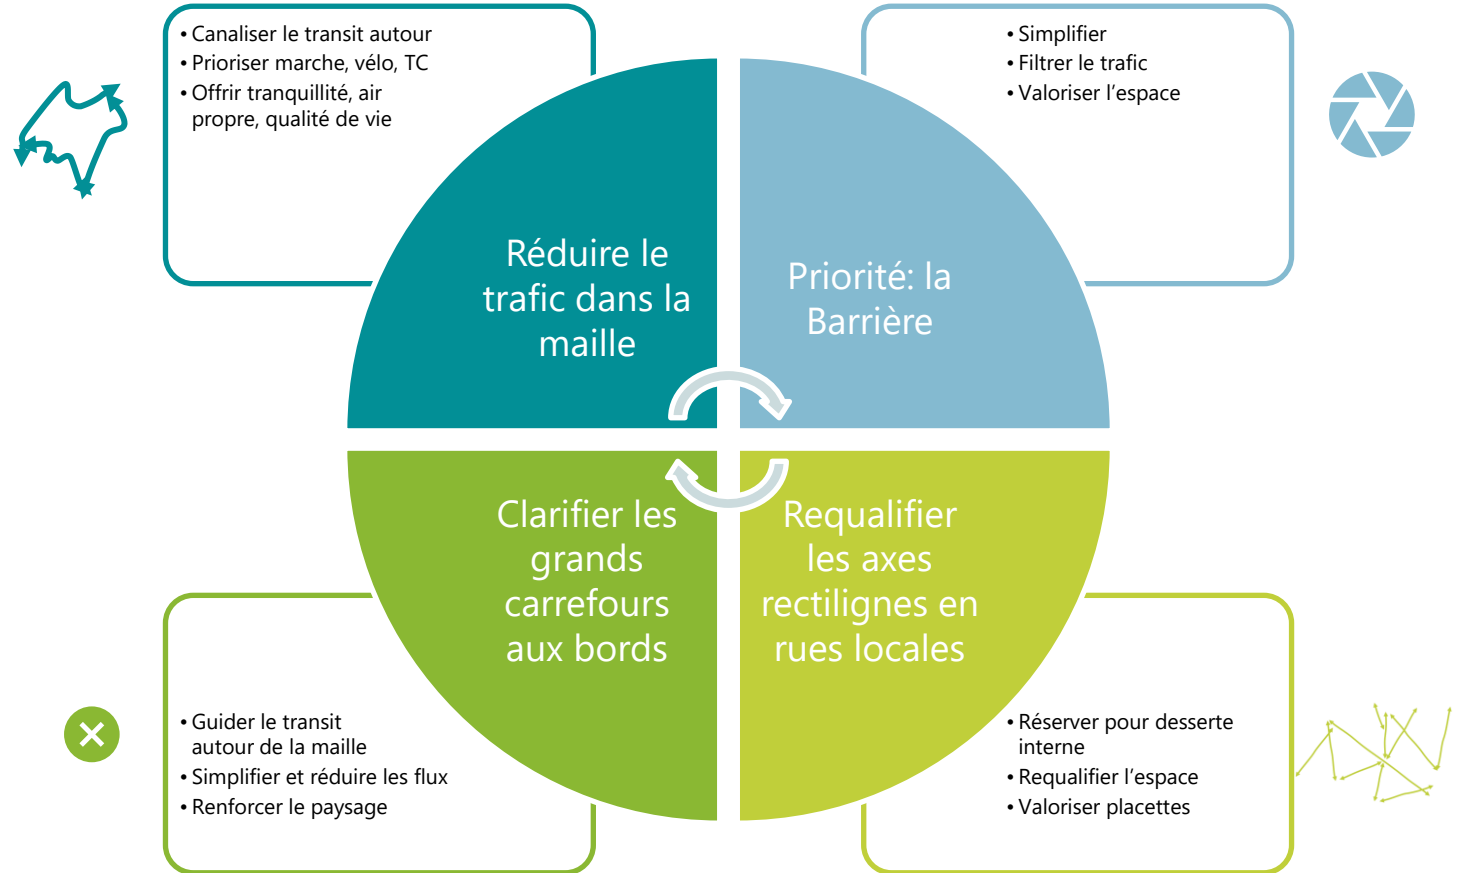 • Canaliser le transit autour
• Prioriser marche, vélo, TC
• Offrir tranquillité, air
propre, qualité de vie
• Simplifier
• Filtrer le trafic
• Valoriser l’espace
Réduire le
trafic dans la
maille
Priorité: la
Barrière
Clarifier les
grands
carrefours
aux bords
Requalifier
les axes
rectilignes en
rues locales
• Guider le transit
autour de la maille
• Simplifier et réduire les flux
• Renforcer le paysage
• Réserver pour desserte
interne
• Requalifier l’espace
• Valoriser placettes